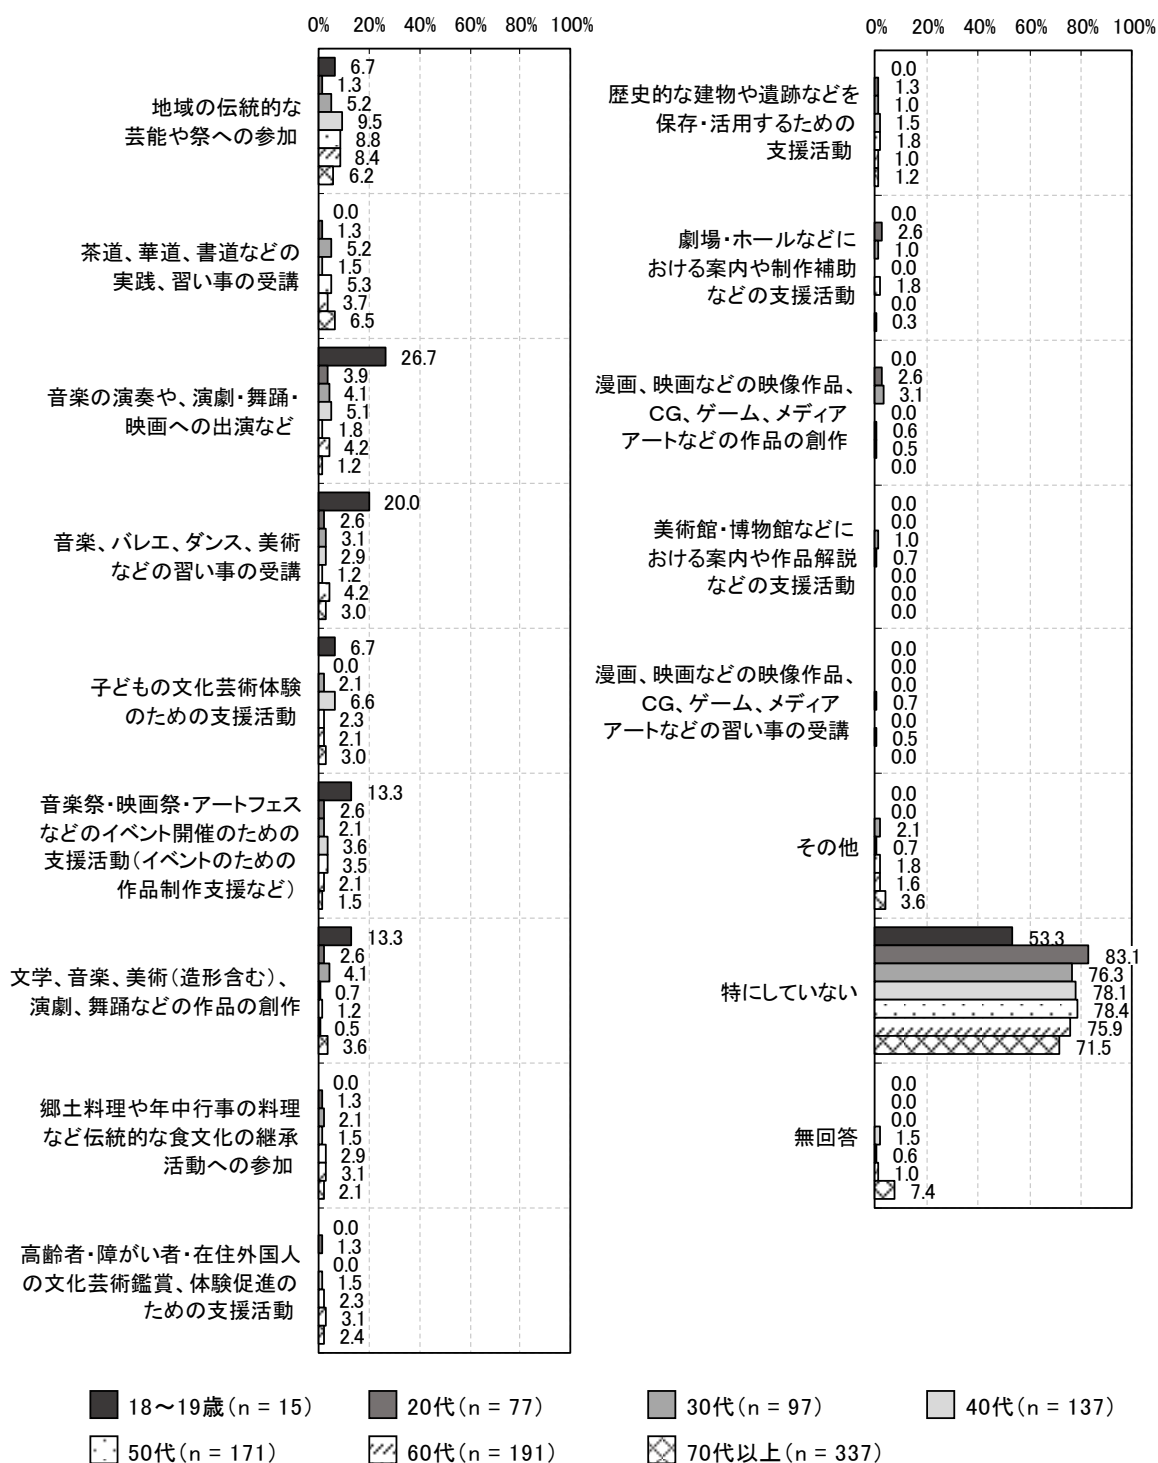 0% 20% 40% 60% 80% 100%
地域の伝統的な
芸能や祭への参加
6.7
1.3
5.2
9.5
8.8
8.4
6.2
茶道、華道、書道などの
実践、習い事の受講
0.0
1.3
5.2
1.5
5.3
3.7
6.5
音楽の演奏や、演劇・舞踊・
映画への出演など
26.7
3.9
4.1
5.1
1.8
4.2
1.2
音楽、バレエ、ダンス、美術
などの習い事の受講
20.0
2.6
3.1
2.9
1.2
4.2
3.0
子どもの文化芸術体験
のための支援活動
6.7
0.0
2.1
6.6
2.3
2.1
3.0
音楽祭・映画祭・アートフェス
などのイベント開催のための
支援活動(イベントのための
作品制作支援など)
13.3
2.6
2.1
3.6
3.5
2.1
1.5
文学、音楽、美術(造形含む)、
演劇、舞踊などの作品の創作
13.3
2.6
4.1
0.7
1.2
0.5
3.6
郷土料理や年中行事の料理
など伝統的な食文化の継承
活動への参加
0.0
1.3
2.1
1.5
2.9
3.1
2.1
高齢者・障がい者・在住外国人
の文化芸術鑑賞、体験促進の
ための支援活動
0.0
1.3
0.0
1.5
2.3
3.1
2.4
0% 20% 40% 60% 80% 100%
歴史的な建物や遺跡などを
保存・活用するための
支援活動
0.0
1.3
1.0
1.5
1.8
1.0
1.2
劇場・ホールなどに
おける案内や制作補助
などの支援活動
0.0
2.6
1.0
0.0
1.8
0.0
0.3
漫画、映画などの映像作品、
CG、ゲーム、メディア
アートなどの作品の創作
0.0
2.6
3.1
0.0
0.6
0.5
0.0
美術館・博物館などに
おける案内や作品解説
などの支援活動
0.0
0.0
1.0
0.7
0.0
0.0
0.0
漫画、映画などの映像作品、
CG、ゲーム、メディア
アートなどの習い事の受講
0.0
0.0
0.0
0.7
0.0
0.5
0.0
その他
0.0
0.0
2.1
0.7
1.8
1.6
3.6
特にしていない
53.3
83.1
76.3
78.1
78.4
75.9
71.5
無回答
0.0
0.0
0.0
1.5
0.6
1.0
7.4
18~19歳(n = 15) 20代(n = 77) 30代(n = 97) 40代(n = 137)
50代(n = 171) 60代(n = 191) 70代以上(n = 337)